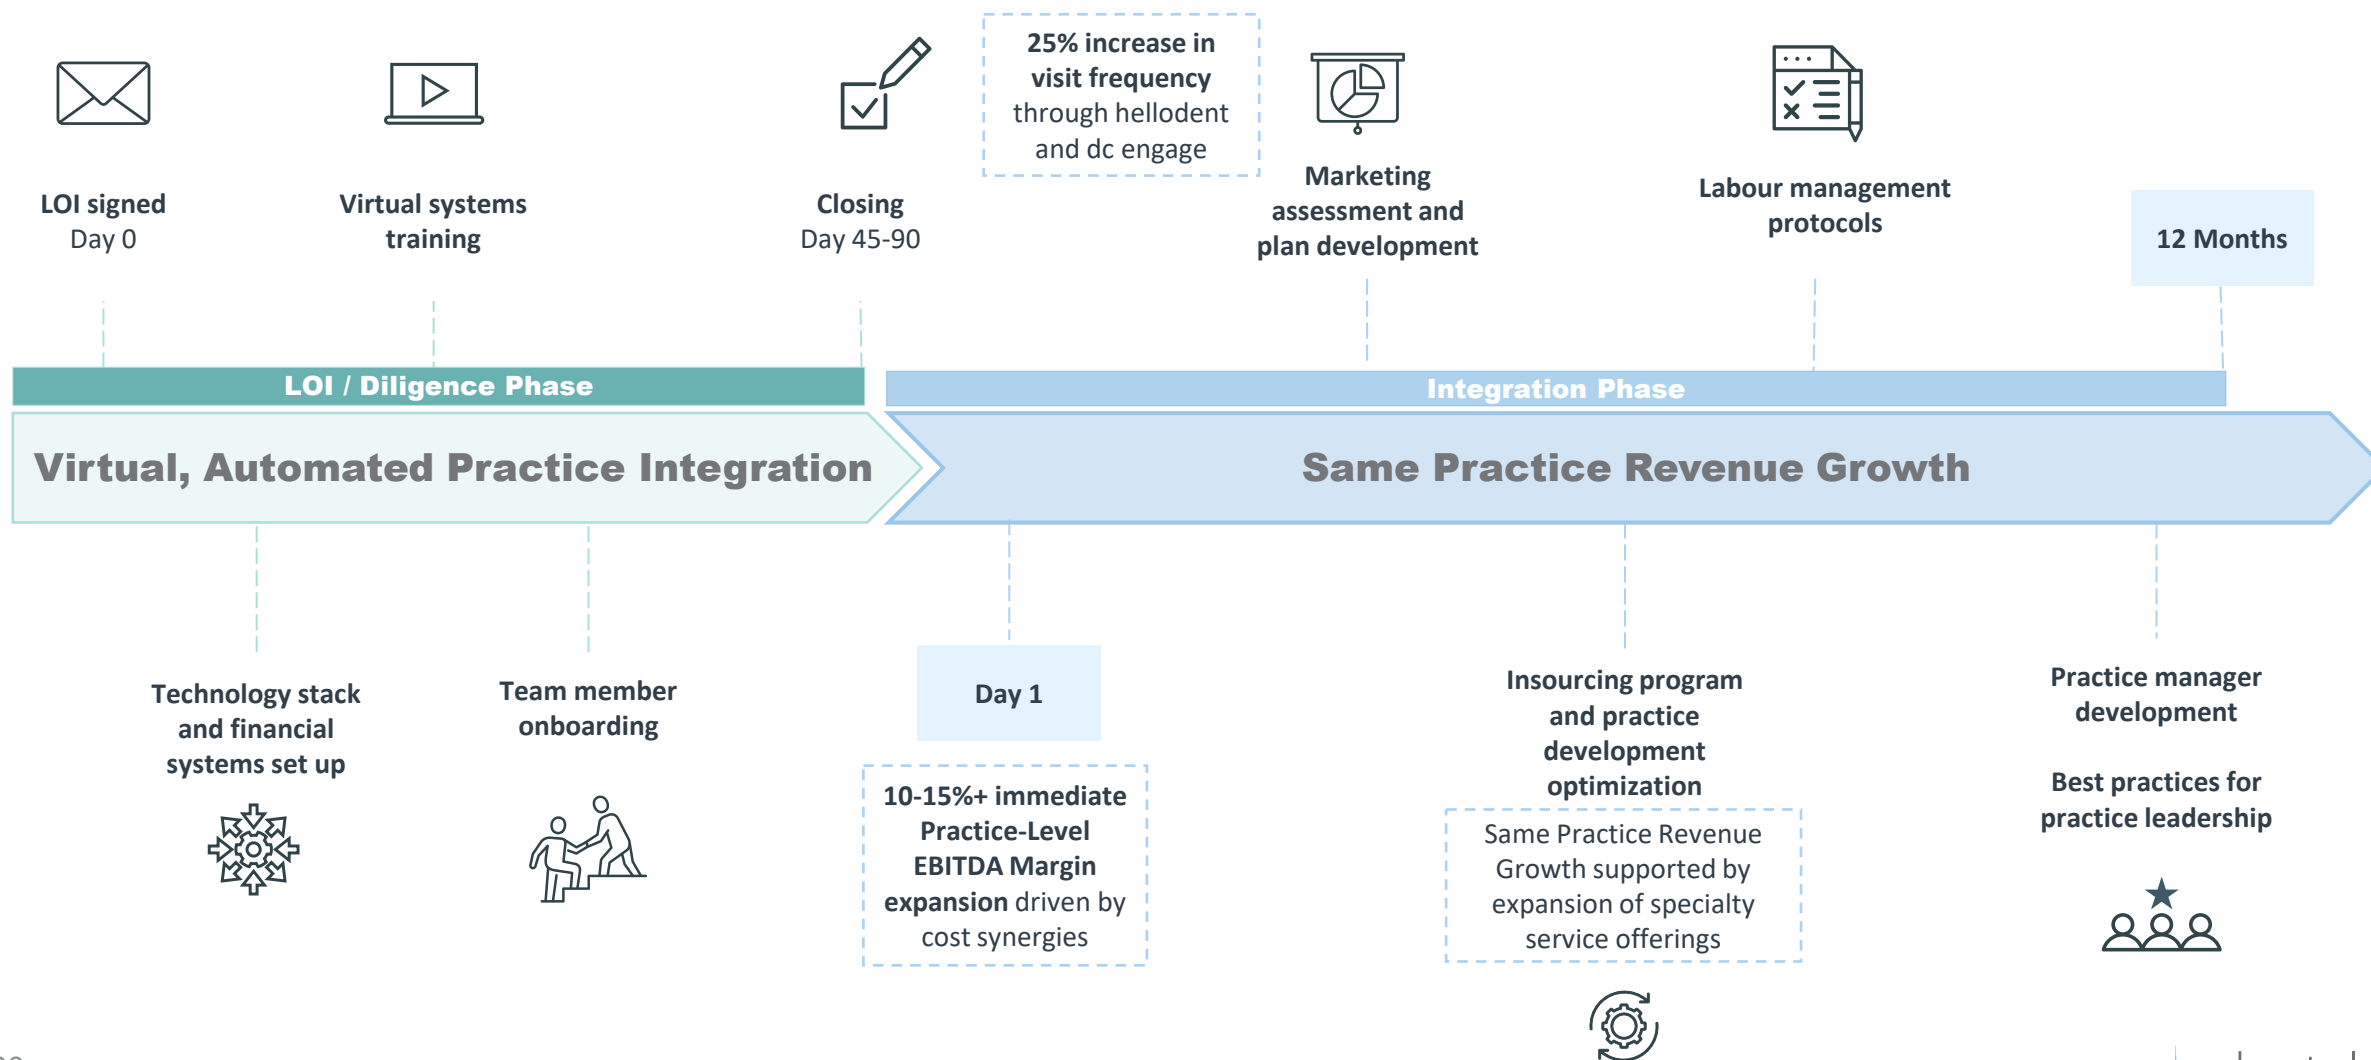 25% increase in
visit frequency
through hellodent
and dc engage
LOI signed
Day 0
Virtual systems
training
Closing
Day 45-90
Marketing
assessment and
plan development
Labour management
protocols
12 Months
LOI / Diligence Phase
Integration Phase
Virtual, Automated Practice Integration
Same Practice Revenue Growth
Technology stack
and financial
systems set up
Team member
onboarding
Day 1
10-15%+ immediate
Practice-Level
EBITDA Margin
expansion driven by
cost synergies
Insourcing program
and practice
development
optimization
Same Practice Revenue
Growth supported by
expansion of specialty
service offerings
Practice manager
development
Best practices for
practice leadership